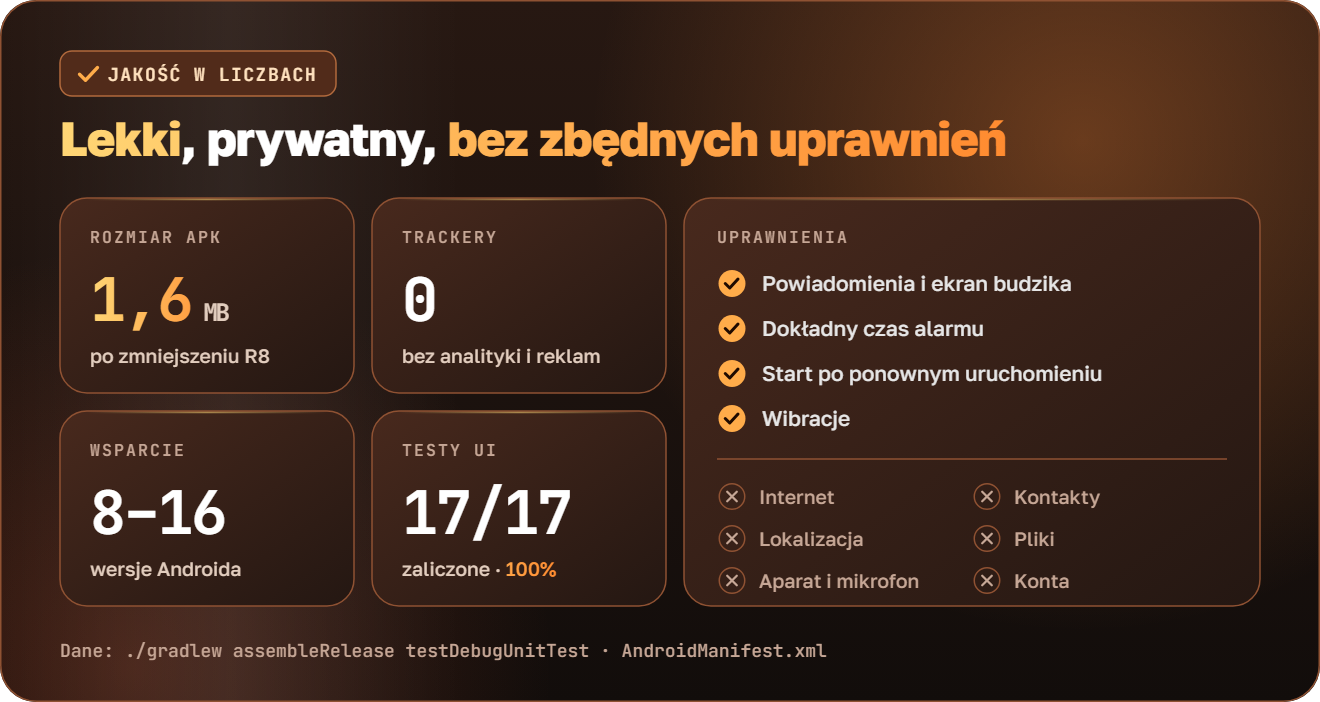 JAKOŚĆ W LICZBACH
Lekki, prywatny, bez zbędnych uprawnień
ROZMIAR APK
1,6 MB
po zmniejszeniu R8
TRACKERY
0
bez analityki i reklam
WSPARCIE
8–16
wersje Androida
TESTY UI
17/17
zaliczone · 100%
UPRAWNIENIA
Powiadomienia i ekran budzika
Dokładny czas alarmu
Start po ponownym uruchomieniu
Wibracje
Internet
Kontakty
Lokalizacja
Pliki
Aparat i mikrofon
Konta
Dane: ./gradlew assembleRelease testDebugUnitTest · AndroidManifest.xml